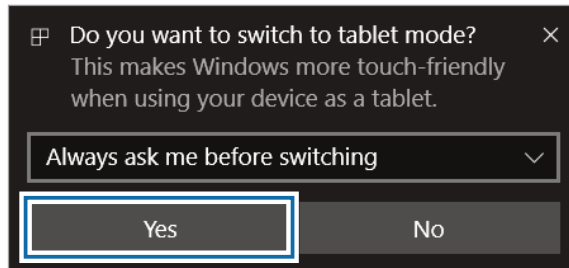 Do you want to switch to tablet mode?
This makes Windows more touch-friendly
when using your device as a tablet.
Always ask me before switching
Yes No